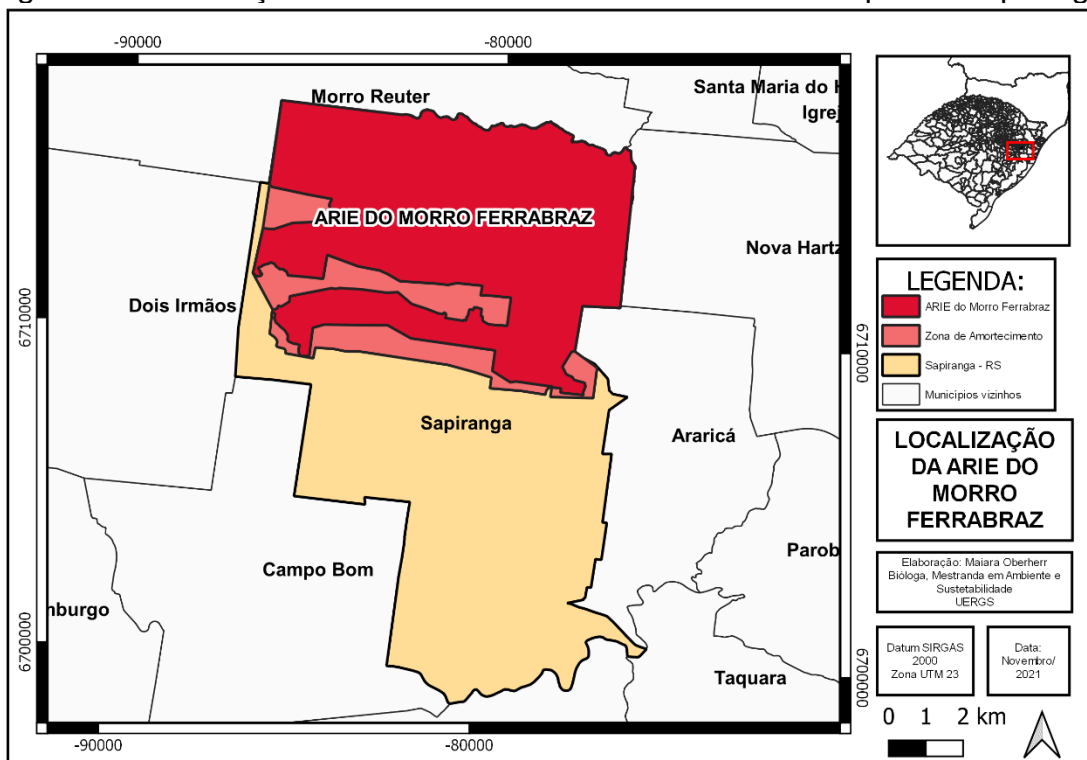 -90000
-80000
Morro Reuter
Santa Maria do H
Igrej
ARIE DO MORRO FERRABRAZ
Nova Hartz
Dois Irmãos
6710000
6710000
Sapiranga
Araricá
Campo Bom
Parob
mburgo
6700000
6700000
Taquara
-90000
-80000
LEGENDA:
ARIE do Morro Ferrabraz
Zona de Amortecimento
Sapiranga - RS
Municípios vizinhos
LOCALIZAÇÃO
DA ARIE DO
MORRO
FERRABRAZ
Elaboração: Maiara Oberherr
Bióloga, Mestranda em Ambiente e
Sustetabilidade
UERGS
Datum SIRGAS
2000
Zona UTM 23
Data:
Novembro/
2021
0 1 2 km